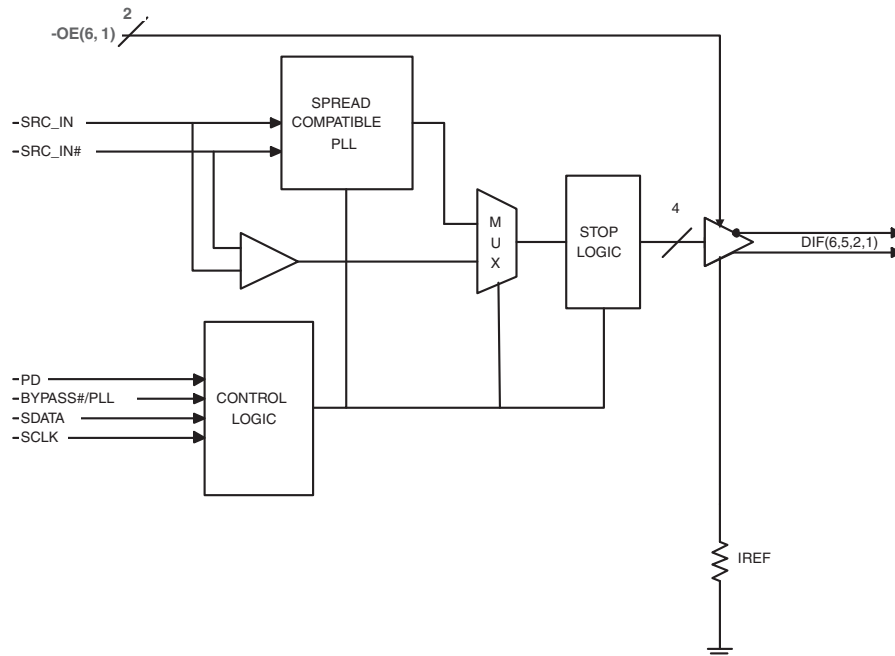 2
-OE(6, 1)
SPREAD
COMPATIBLE
PLL
-SRC_IN
-SRC_IN#
M
U
X
STOP
LOGIC
4
DIF(6,5,2,1)
-PD
-BYPASS#/PLL
-SDATA
-SCLK
CONTROL
LOGIC
IREF